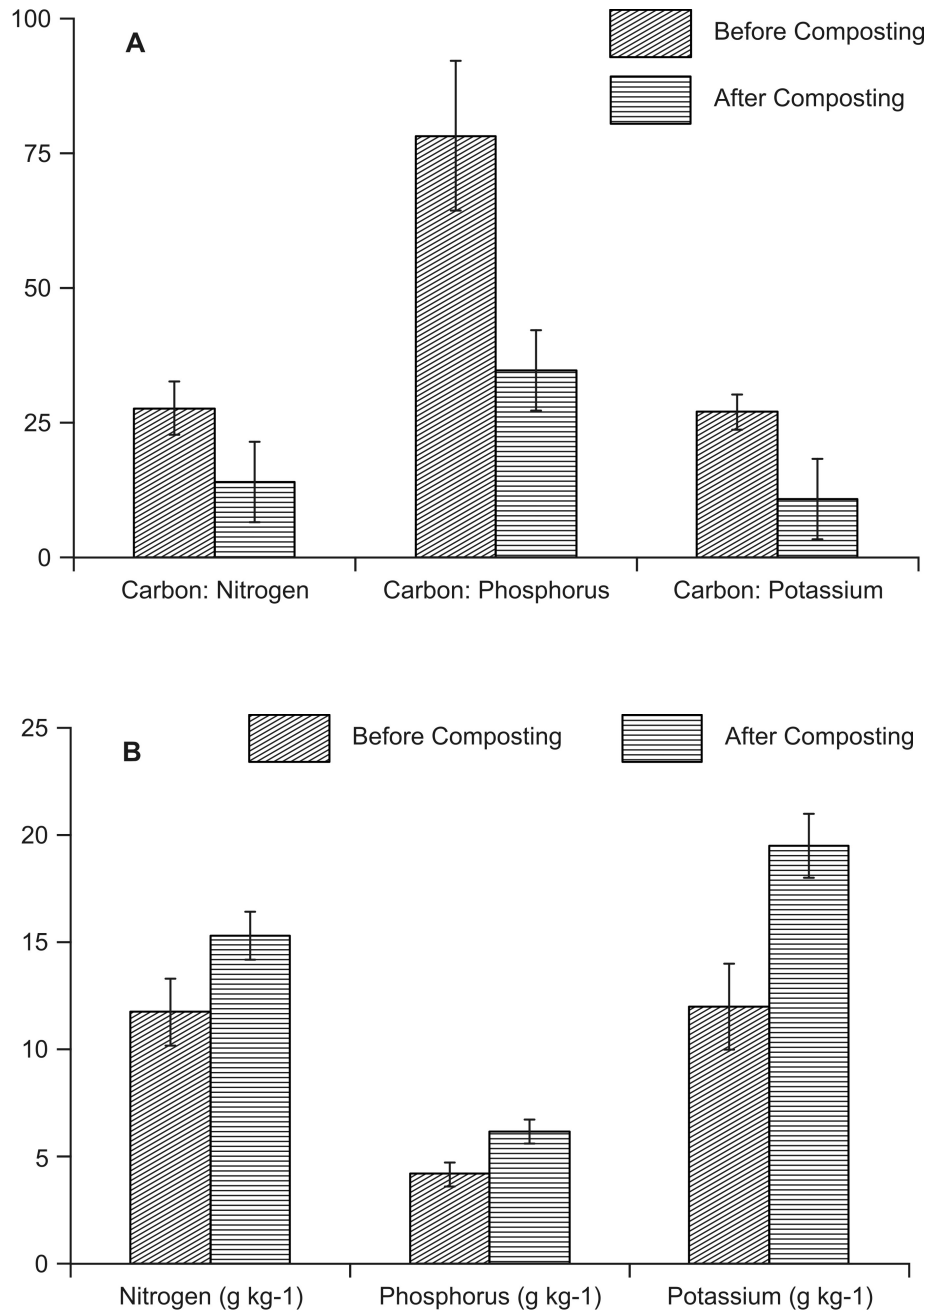 100
A
Before Composting
After Composting
75
50
25
0
Carbon: Nitrogen
Carbon: Phosphorus
Carbon: Potassium
25
B
Before Composting
After Composting
20
15
10
5
0
Nitrogen (g kg-1)
Phosphorus (g kg-1)
Potassium (g kg-1)